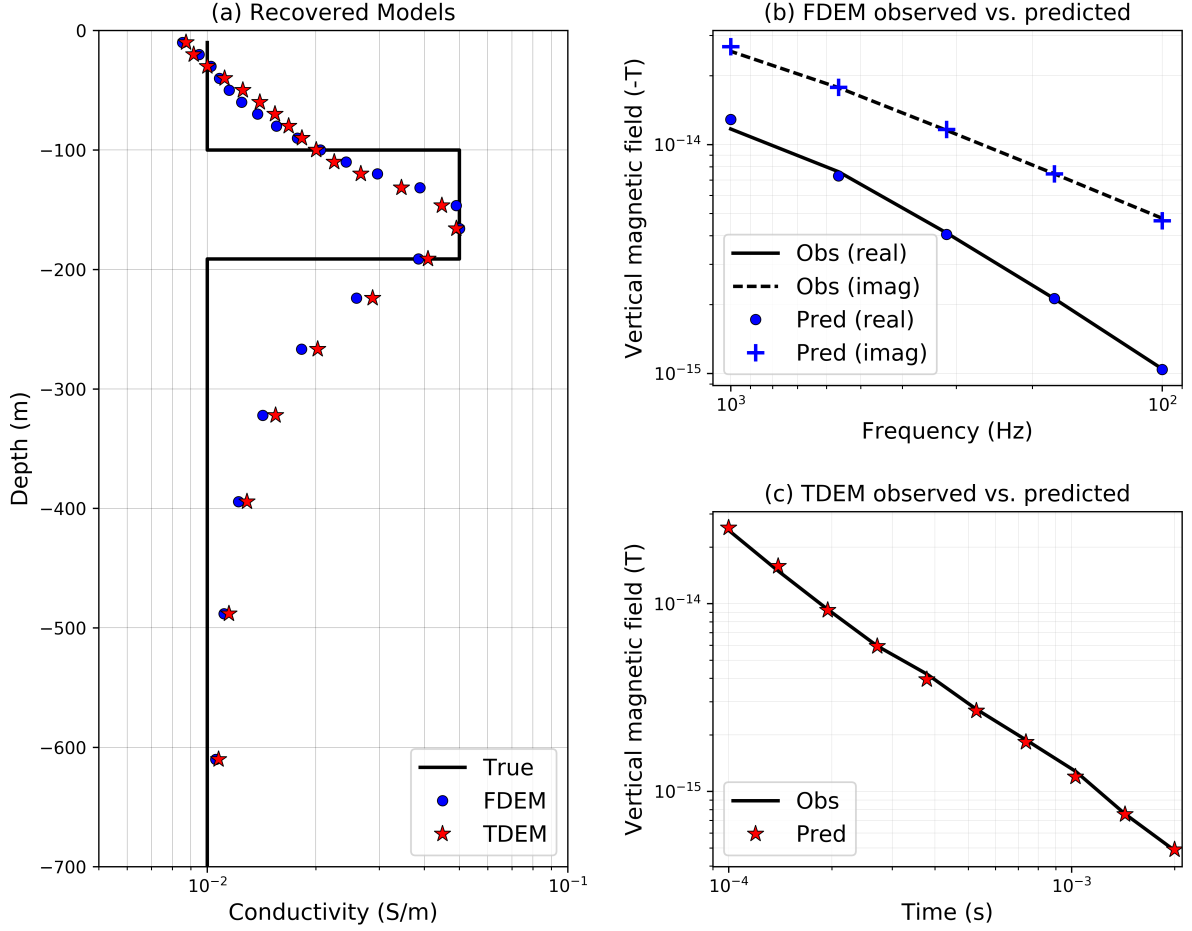 (a) Recovered Models
0
−100
−200
−300
−400
−500
−600
−700
Depth (m)
10⁻²
10⁻¹
Conductivity (S/m)
True
FDEM
TDEM
(b) FDEM observed vs. predicted
Vertical magnetic field (-T)
10⁻¹⁴
10⁻¹⁵
Obs (real)
Obs (imag)
Pred (real)
Pred (imag)
10³
10²
Frequency (Hz)
(c) TDEM observed vs. predicted
Vertical magnetic field (T)
10⁻¹⁴
10⁻¹⁵
Obs
Pred
10⁻⁴
10⁻³
Time (s)